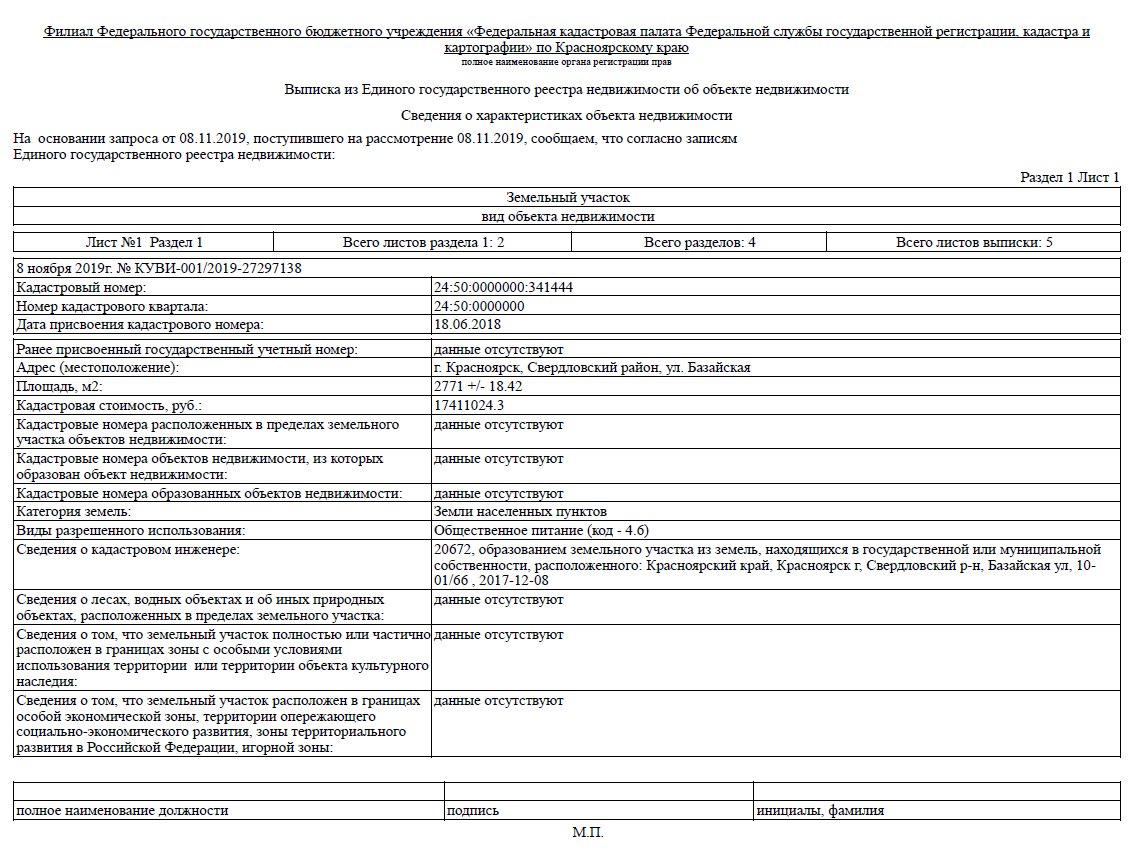 Филиал Федерального государственного бюджетного учреждения «Федеральная кадастровая палата Федеральной службы государственной регистрации, кадастра и
картографии» по Красноярскому краю
полное наименование органа регистрации прав
Выписка из Единого государственного реестра недвижимости об объекте недвижимости
Сведения о характеристиках объекта недвижимости
На  основании запроса от 08.11.2019, поступившего на рассмотрение 08.11.2019, сообщаем, что согласно записям
Единого государственного реестра недвижимости:
Раздел 1 Лист 1
Земельный участок
вид объекта недвижимости
Лист №1  Раздел 1 Всего листов раздела 1: 2 Всего разделов: 4 Всего листов выписки: 5
8 ноября 2019г. № КУВИ-001/2019-27297138
Кадастровый номер: 24:50:0000000:341444
Номер кадастрового квартала: 24:50:0000000
Дата присвоения кадастрового номера: 18.06.2018
Ранее присвоенный государственный учетный номер: данные отсутствуют
Адрес (местоположение): г. Красноярск, Свердловский район, ул. Базайская
Площадь, м2: 2771 +/- 18.42
Кадастровая стоимость, руб.: 17411024.3
Кадастровые номера расположенных в пределах земельного данные отсутствуют
участка объектов недвижимости:
Кадастровые номера объектов недвижимости, из которых данные отсутствуют
образован объект недвижимости:
Кадастровые номера образованных объектов недвижимости: данные отсутствуют
Категория земель: Земли населенных пунктов
Виды разрешенного использования: Общественное питание (код - 4.6)
Сведения о кадастровом инженере: 20672, образованием земельного участка из земель, находящихся в государственной или муниципальной
собственности, расположенного: Красноярский край, Красноярск г, Свердловский р-н, Базайская ул, 10-
01/66 , 2017-12-08
Сведения о лесах, водных объектах и об иных природных данные отсутствуют
объектах, расположенных в пределах земельного участка:
Сведения о том, что земельный участок полностью или частично данные отсутствуют
расположен в границах зоны с особыми условиями
использования территории  или территории объекта культурного
наследия:
Сведения о том, что земельный участок расположен в границах данные отсутствуют
особой экономической зоны, территории опережающего
социально-экономического развития, зоны территориального
развития в Российской Федерации, игорной зоны:
полное наименование должности подпись инициалы, фамилия
М.П.